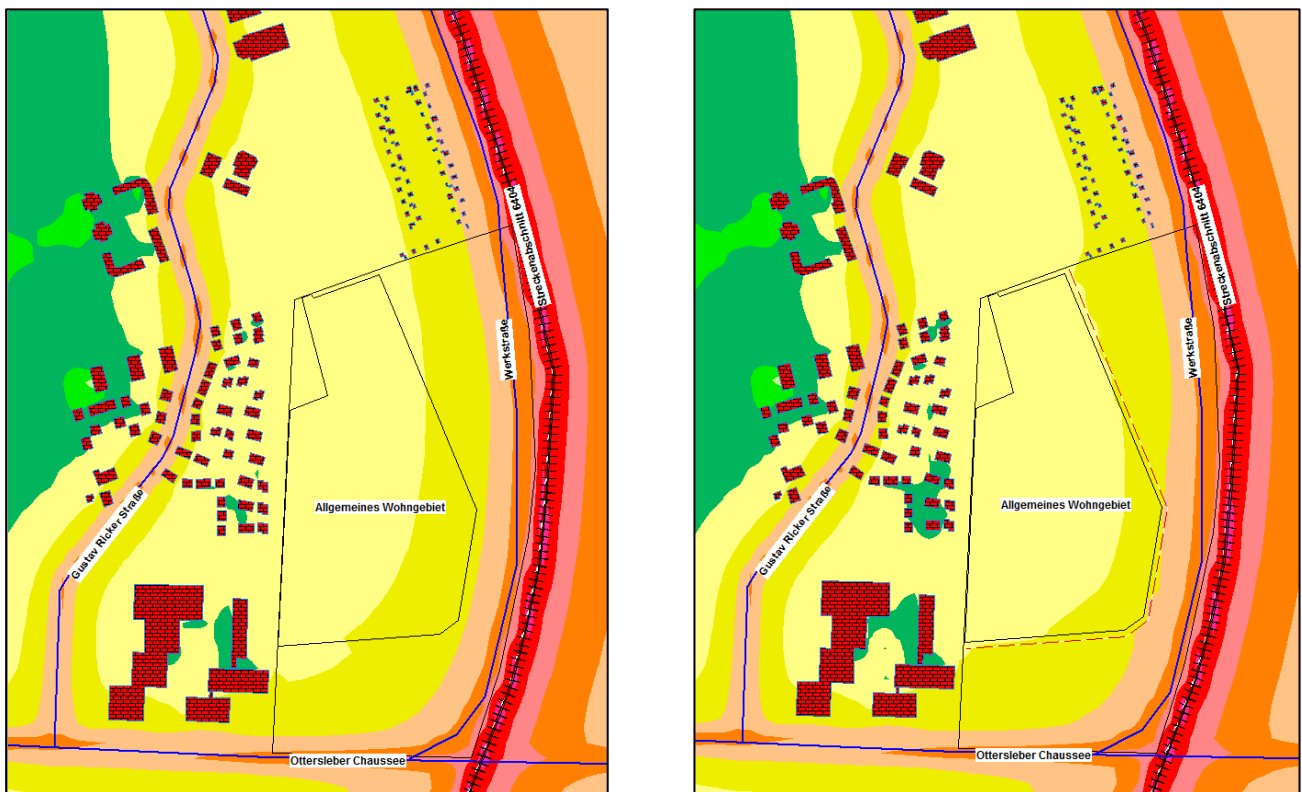 Streckenabschnitt 6404
Werkstraße
Allgemeines Wohngebiet
Gustav Ricker Straße
Ottersleber Chaussee
Streckenabschnitt 6404
Werkstraße
Allgemeines Wohngebiet
Gustav Ricker Straße
Ottersleber Chaussee